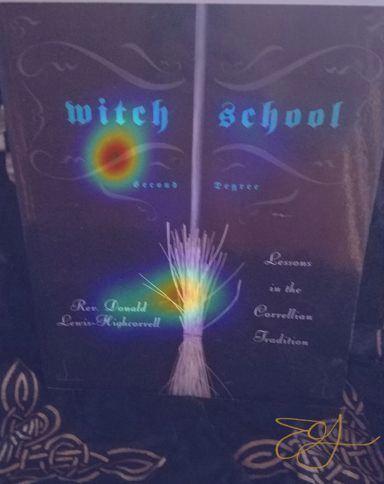 witch school
Second Degree
Lessons
in the
Correllian
Tradition
Rev. Donald
Lewis-Highcorrell